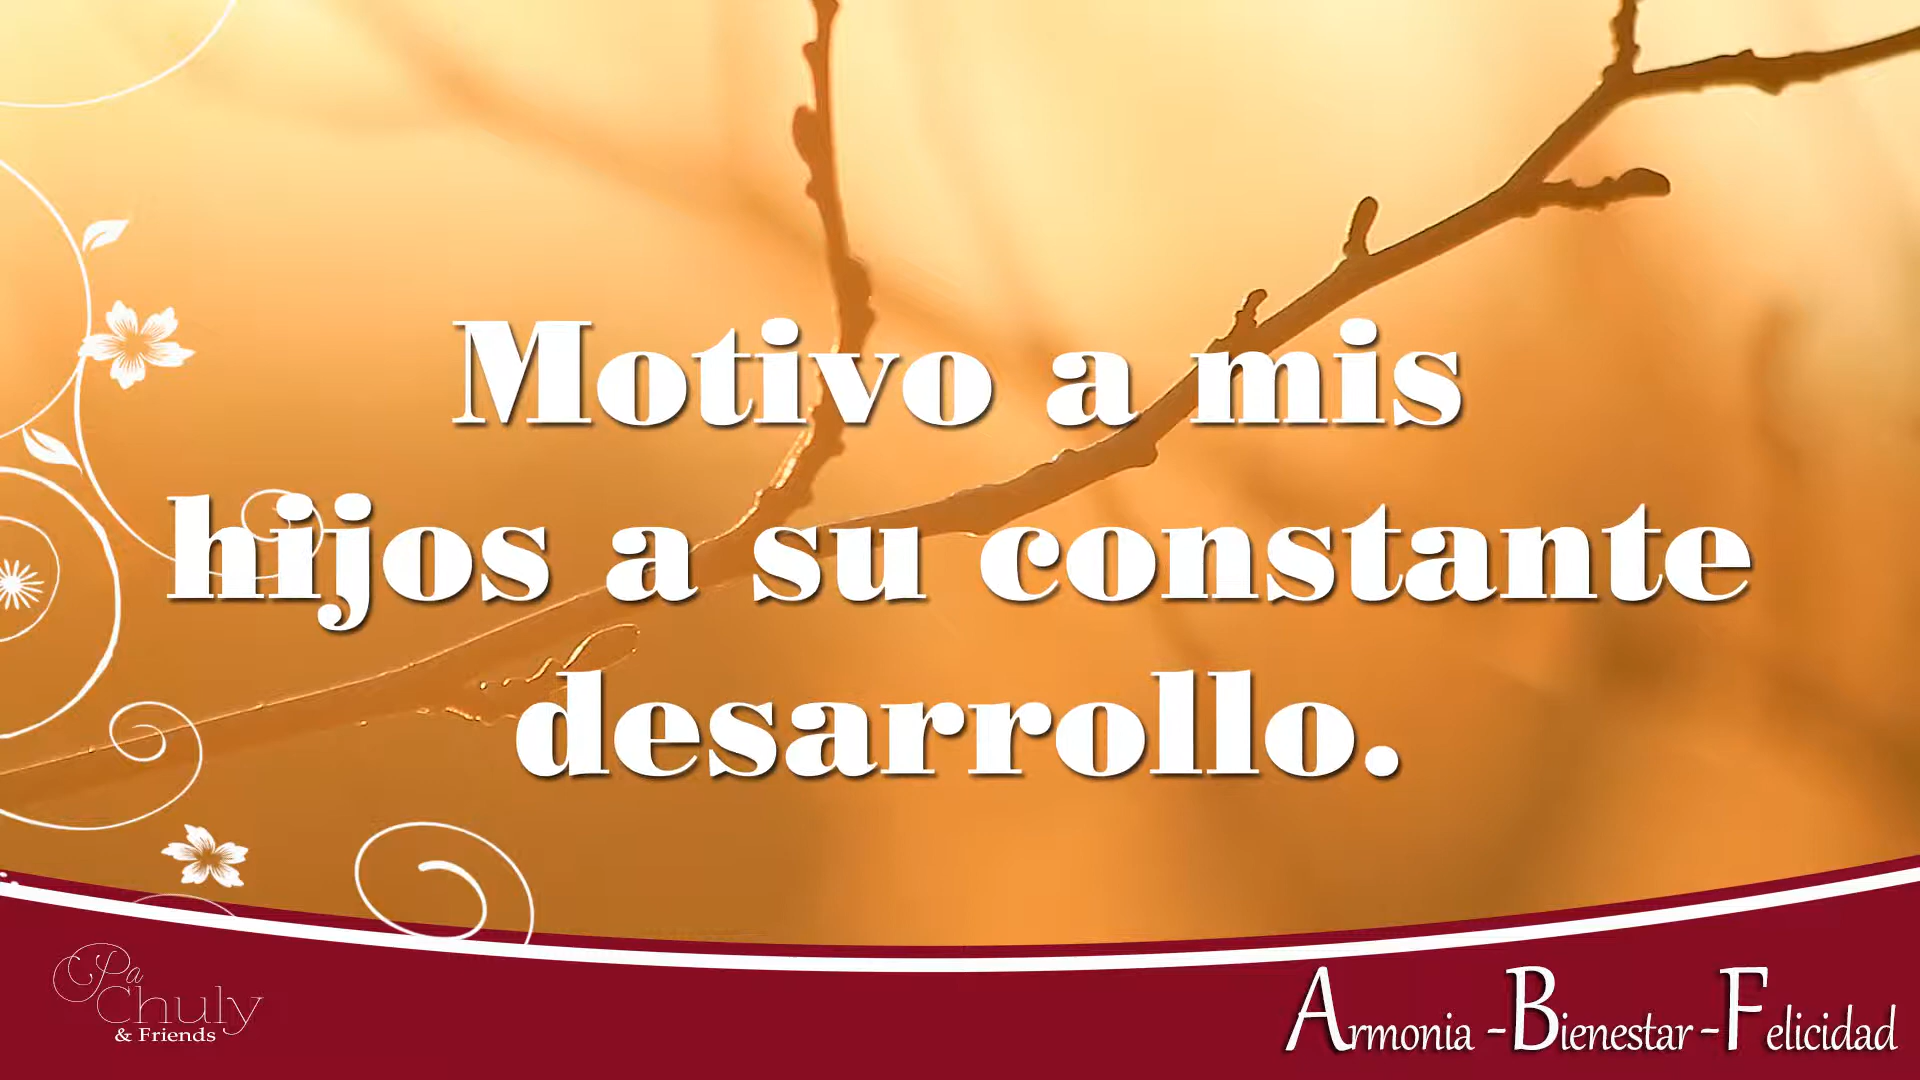 Motivo a mis
hijos a su constante
desarrollo.
Pa
Chuly
& Friends
Armonia - Bienestar - Felicidad